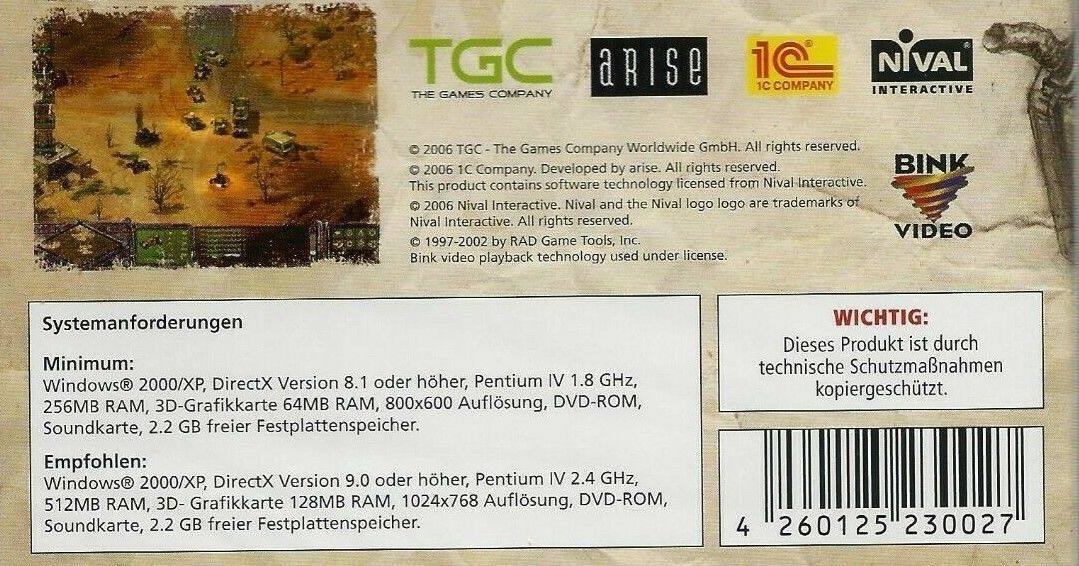 TGC
THE GAMES COMPANY
arise
1C®
1C COMPANY
NIVAL®
INTERACTIVE
© 2006 TGC - The Games Company Worldwide GmbH. All rights reserved.
© 2006 1C Company. Developed by arise. All rights reserved.
This product contains software technology licensed from Nival Interactive.
© 2006 Nival Interactive. Nival and the Nival logo logo are trademarks of
Nival Interactive. All rights reserved.
© 1997-2002 by RAD Game Tools, Inc.
Bink video playback technology used under license.
BINK
VIDEO
Systemanforderungen
Minimum:
Windows® 2000/XP, DirectX Version 8.1 oder höher, Pentium IV 1.8 GHz,
256MB RAM, 3D-Grafikkarte 64MB RAM, 800x600 Auflösung, DVD-ROM,
Soundkarte, 2.2 GB freier Festplattenspeicher.
Empfohlen:
Windows® 2000/XP, DirectX Version 9.0 oder höher, Pentium IV 2.4 GHz,
512MB RAM, 3D- Grafikkarte 128MB RAM, 1024x768 Auflösung, DVD-ROM,
Soundkarte, 2.2 GB freier Festplattenspeicher.
WICHTIG:
Dieses Produkt ist durch
technische Schutzmaßnahmen
kopiergeschützt.
4 260125 230027